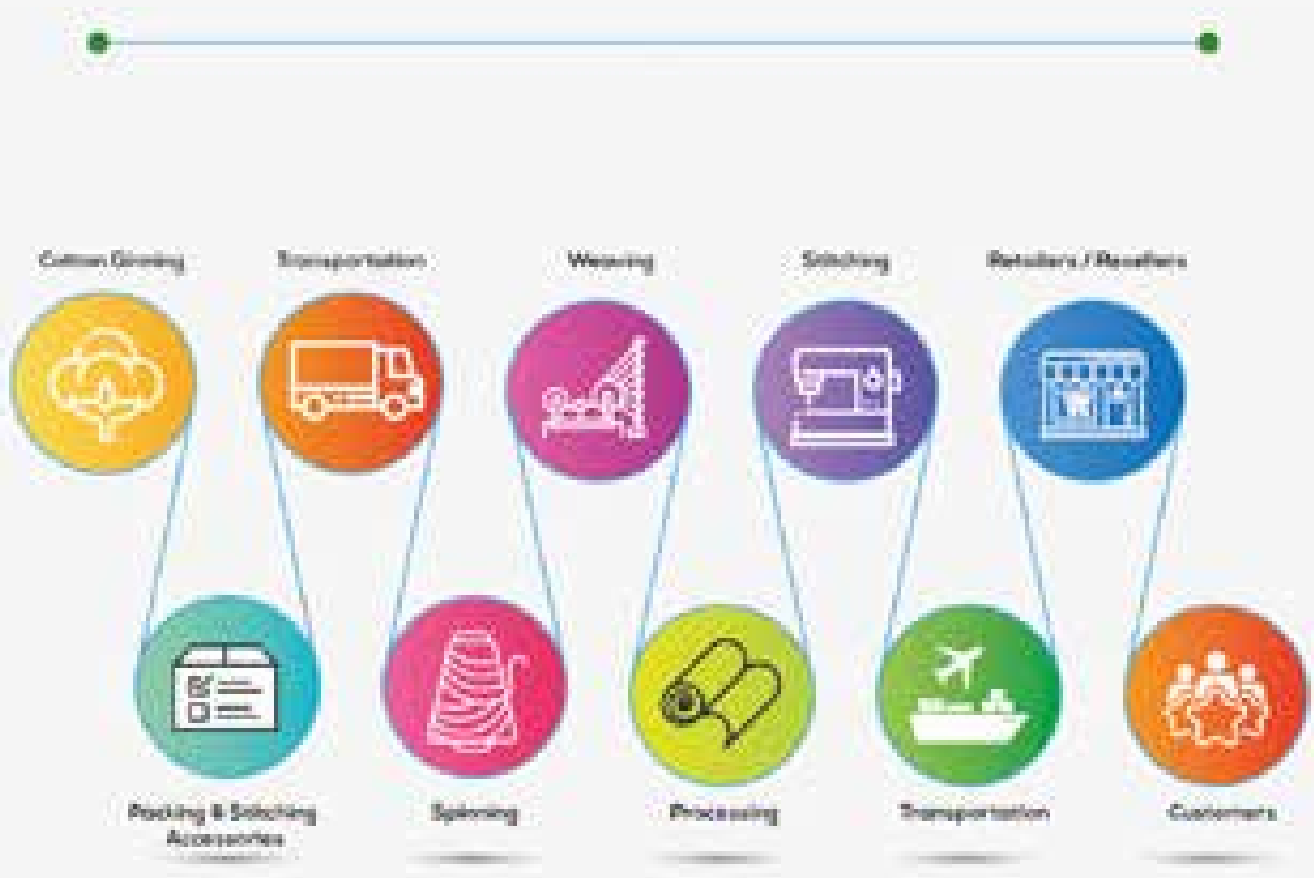 Cotton Ginning
Transportation
Weaving
Stitching
Retailers / Resellers
Packing & Stitching
Accessories
Spinning
Processing
Transportation
Customers